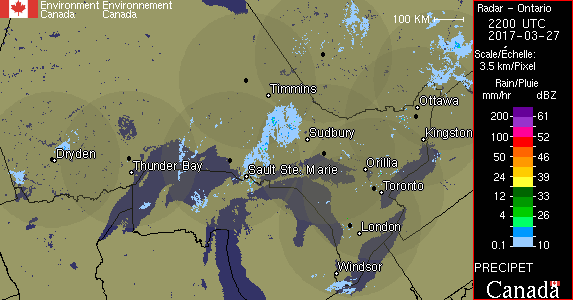 Environment Environnement
Canada Canada
100 KM
Timmins
Ottawa
Sudbury
Kingston
Dryden
Thunder Bay
Sault Ste. Marie
Orillia
Toronto
London
Windsor
Radar - Ontario
2200 UTC
2017-03-27
Scale/Échelle:
3.5 km/Pixel
Rain/Pluie
mm/hr dBZ
200 61
100 52
50 46
24 39
12 33
4 26
0.1 10
PRECIPET
Canada